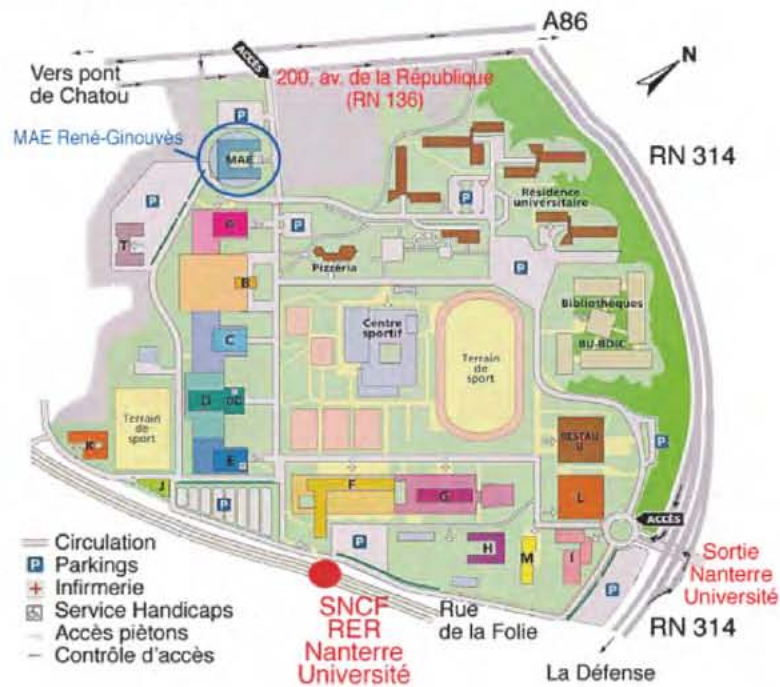 A86
ACCÈS
N
Vers pont
de Chatou
200, av. de la République
(RN 136)
P
MAE René-Ginouvès
MAE
RN 314
P
P
Résidence
universitaire
P
T
P
Pizzéria
B
Bibliothèques
BU-BDIC
Centre
sportif
Terrain
de
sport
C
D
DD
Terrain
de
sport
RESTAU
U
P
K
E
J
F
G
L
P
ACCÈS
P
H
M
I
P
Circulation
P Parkings
Infirmerie
Service Handicaps
Accès piètons
Contrôle d'accès
SNCF
RER
Nanterre
Université
Rue
de la Folie
Sortie
Nanterre
Université
RN 314
La Défense